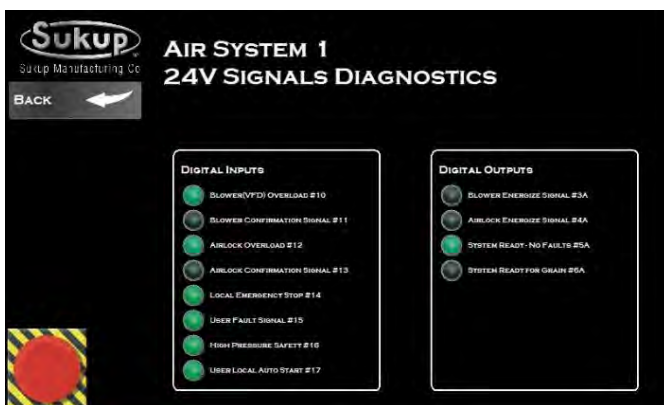 Sukup
Sukup Manufacturing Co
BACK
AIR SYSTEM 1
24V SIGNALS DIAGNOSTICS
DIGITAL INPUTS
BLOWER(VFD) OVERLOAD #10
BLOWER CONFIRMATION SIGNAL #11
AIRLOCK OVERLOAD #12
AIRLOCK CONFIRMATION SIGNAL #13
LOCAL EMERGENCY STOP #14
USER FAULT SIGNAL #15
HIGH PRESSURE SAFETY #16
USER LOCAL AUTO START #17
DIGITAL OUTPUTS
BLOWER ENERGIZE SIGNAL #3A
AIRLOCK ENERGIZE SIGNAL #4A
SYSTEM READY- NO FAULTS #5A
SYSTEM READY FOR GRAIN #6A